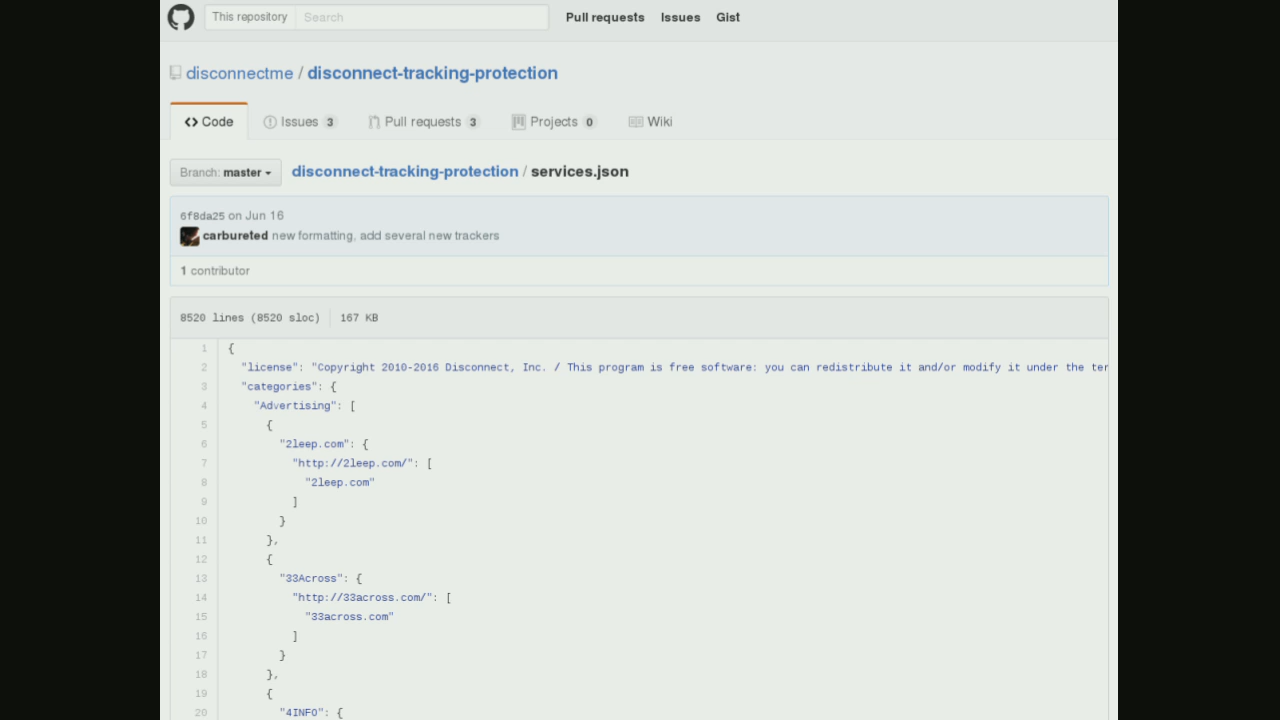 This repository Search Pull requests Issues Gist
disconnectme / disconnect-tracking-protection
Code Issues 3 Pull requests 3 Projects 0 Wiki
Branch: master disconnect-tracking-protection / services.json
6f8da25 on Jun 16
carbureted new formatting, add several new trackers
1 contributor
8520 lines (8520 sloc) 167 KB
1 {
2 "license": "Copyright 2010-2016 Disconnect, Inc. / This program is free software: you can redistribute it and/or modify it under the ter
3 "categories": {
4 "Advertising": [
5 {
6 "2leep.com": {
7 "http://2leep.com/": [
8 "2leep.com"
9 ]
10 }
11 },
12 {
13 "33Across": {
14 "http://33across.com/": [
15 "33across.com"
16 ]
17 }
18 },
19 {
20 "4INFO": {